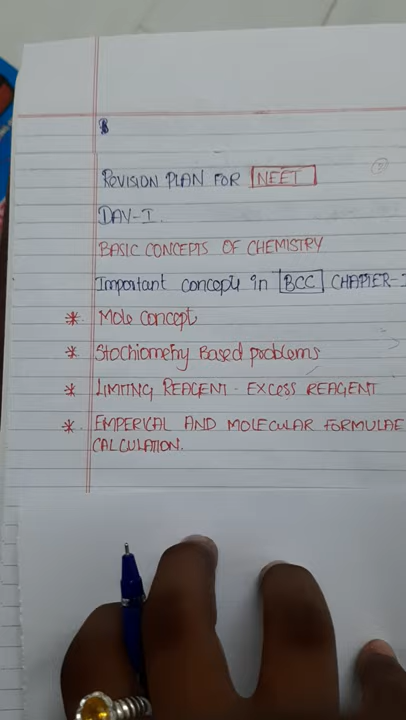 REVISION PLAN FOR NEET
DAY-I.
BASIC CONCEPTS OF CHEMISTRY
Important concepts in BCC CHAPTER-I
* Mole concept
* Stochiometry Based problems
* LIMITNG REAGENT - EXCESS REAGENT
* EMPERICAL AND MOLECULAR FORMULAE
CALCULATION.